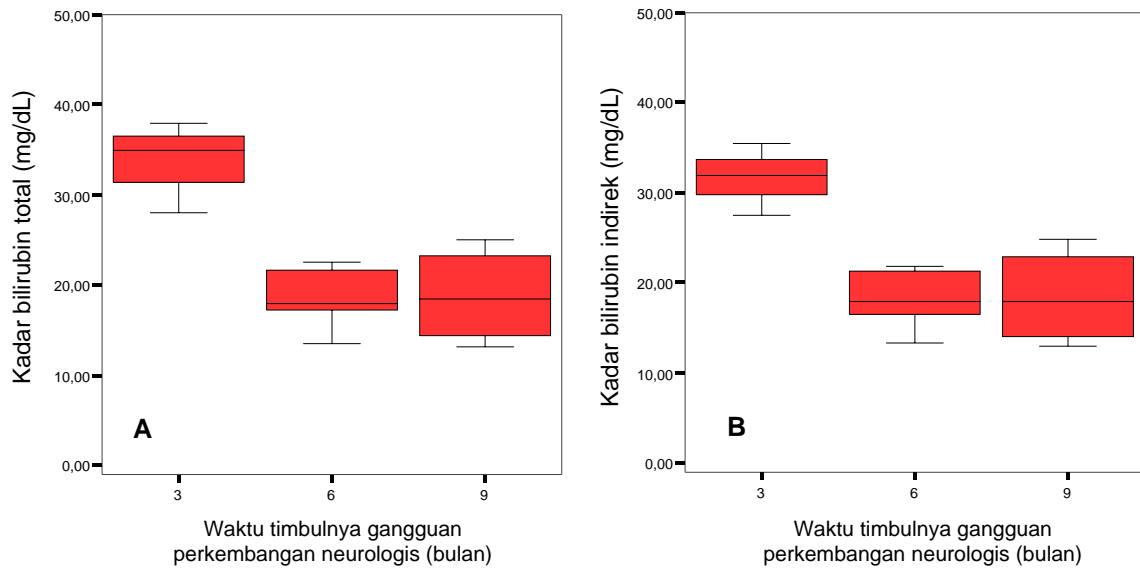 Kadar bilirubin total (mg/dL)
50,00
40,00
30,00
20,00
10,00
0,00
A
3
6
9
Waktu timbulnya gangguan
perkembangan neurologis (bulan)
Kadar bilirubin indirek (mg/dL)
50,00
40,00
30,00
20,00
10,00
0,00
B
3
6
9
Waktu timbulnya gangguan
perkembangan neurologis (bulan)